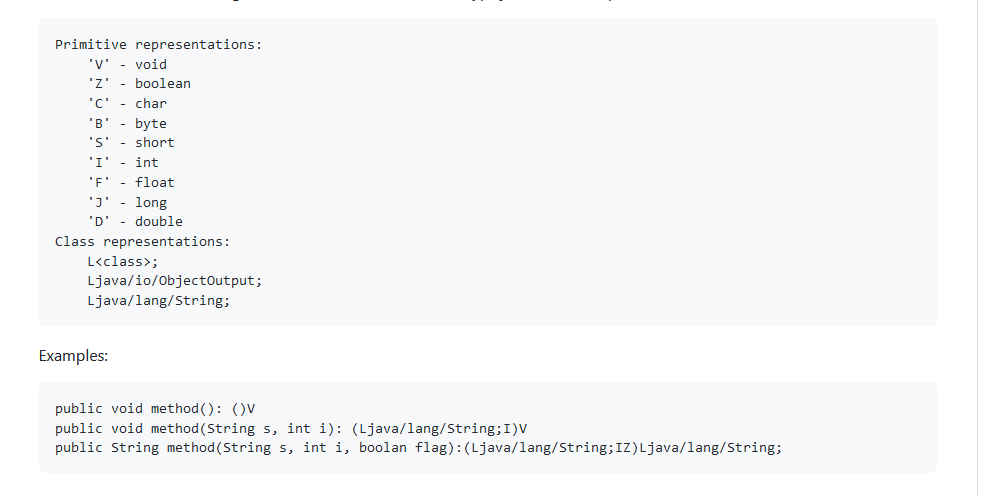 Primitive representations:
'V' - void
'Z' - boolean
'C' - char
'B' - byte
'S' - short
'I' - int
'F' - float
'J' - long
'D' - double
Class representations:
L<class>;
Ljava/io/ObjectOutput;
Ljava/lang/String;
Examples:
public void method(): ()V
public void method(String s, int i): (Ljava/lang/String;I)V
public String method(String s, int i, boolan flag):(Ljava/lang/String;IZ)Ljava/lang/String;